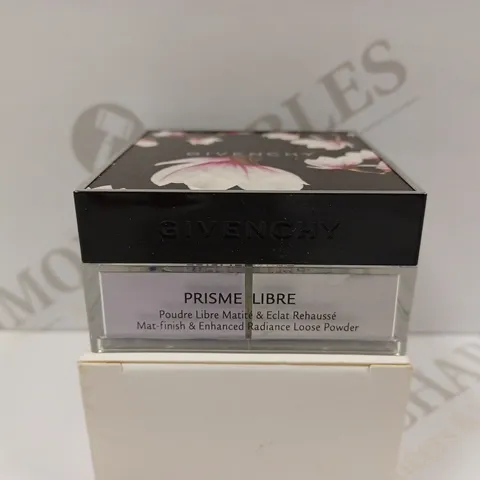 GIVENCHY
GIVENCHY
PRISME LIBRE
Poudre Libre Matité & Eclat Rehaussé
Mat-finish & Enhanced Radiance Loose Powder